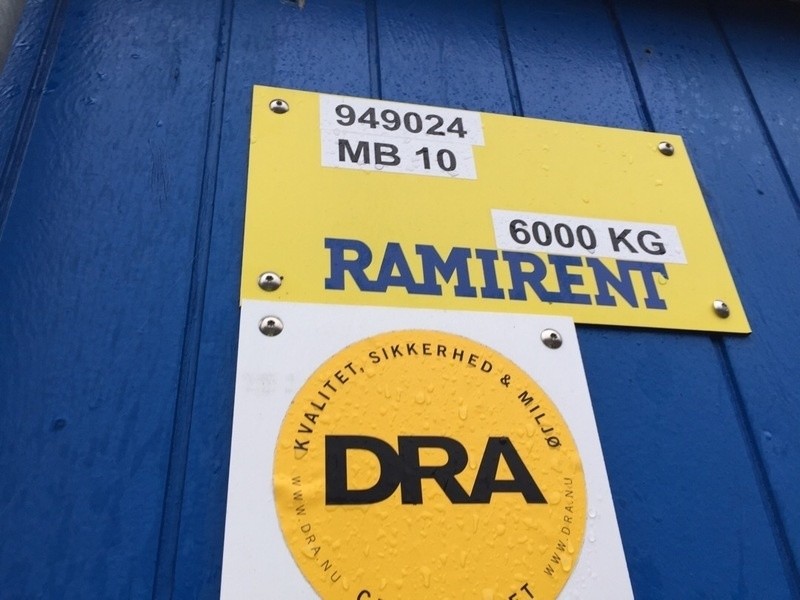 949024
MB 10
6000 KG
RAMIRENT
KVALITET, SIKKERHED & MILJØ
DRA
WWW.DRA.NU
WWW.DRA.NU